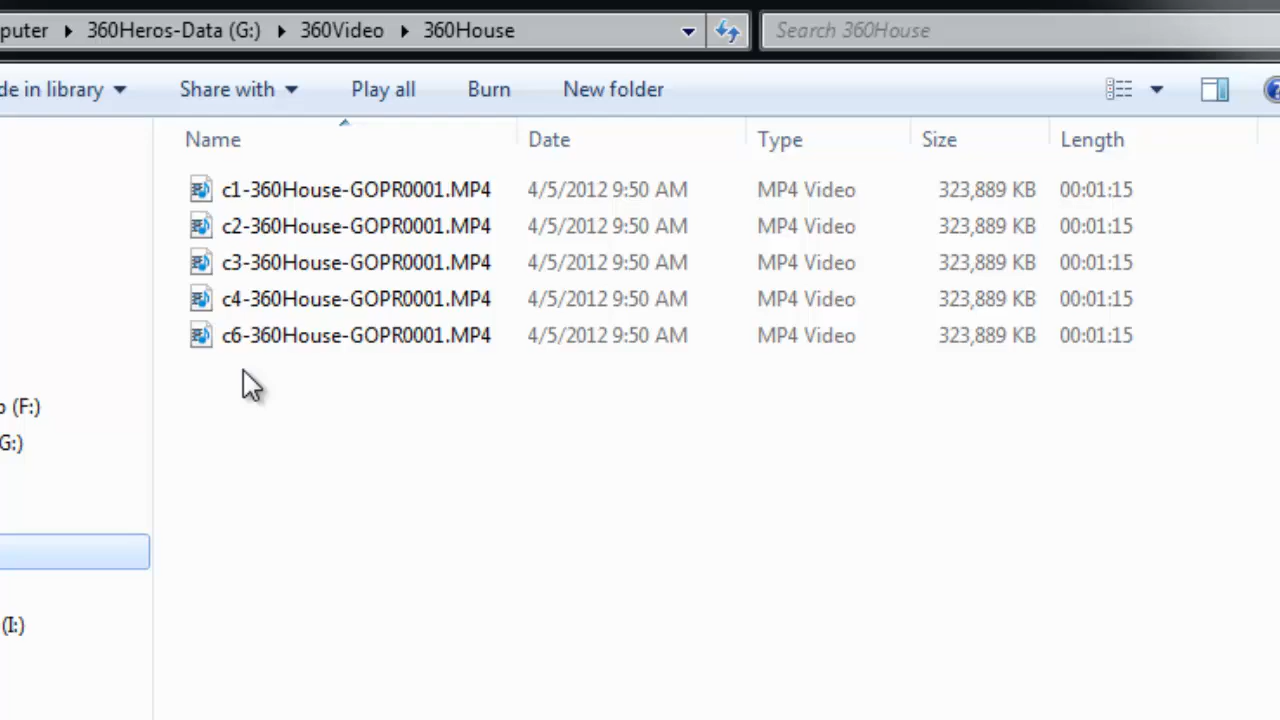 puter ▸ 360Heros-Data (G:) ▸ 360Video ▸ 360House Search 360House
de in library Share with Play all Burn New folder
Name Date Type Size Length
c1-360House-GOPR0001.MP4 4/5/2012 9:50 AM MP4 Video 323,889 KB 00:01:15
c2-360House-GOPR0001.MP4 4/5/2012 9:50 AM MP4 Video 323,889 KB 00:01:15
c3-360House-GOPR0001.MP4 4/5/2012 9:50 AM MP4 Video 323,889 KB 00:01:15
c4-360House-GOPR0001.MP4 4/5/2012 9:50 AM MP4 Video 323,889 KB 00:01:15
c6-360House-GOPR0001.MP4 4/5/2012 9:50 AM MP4 Video 323,889 KB 00:01:15
(F:)
G:)
(I:)